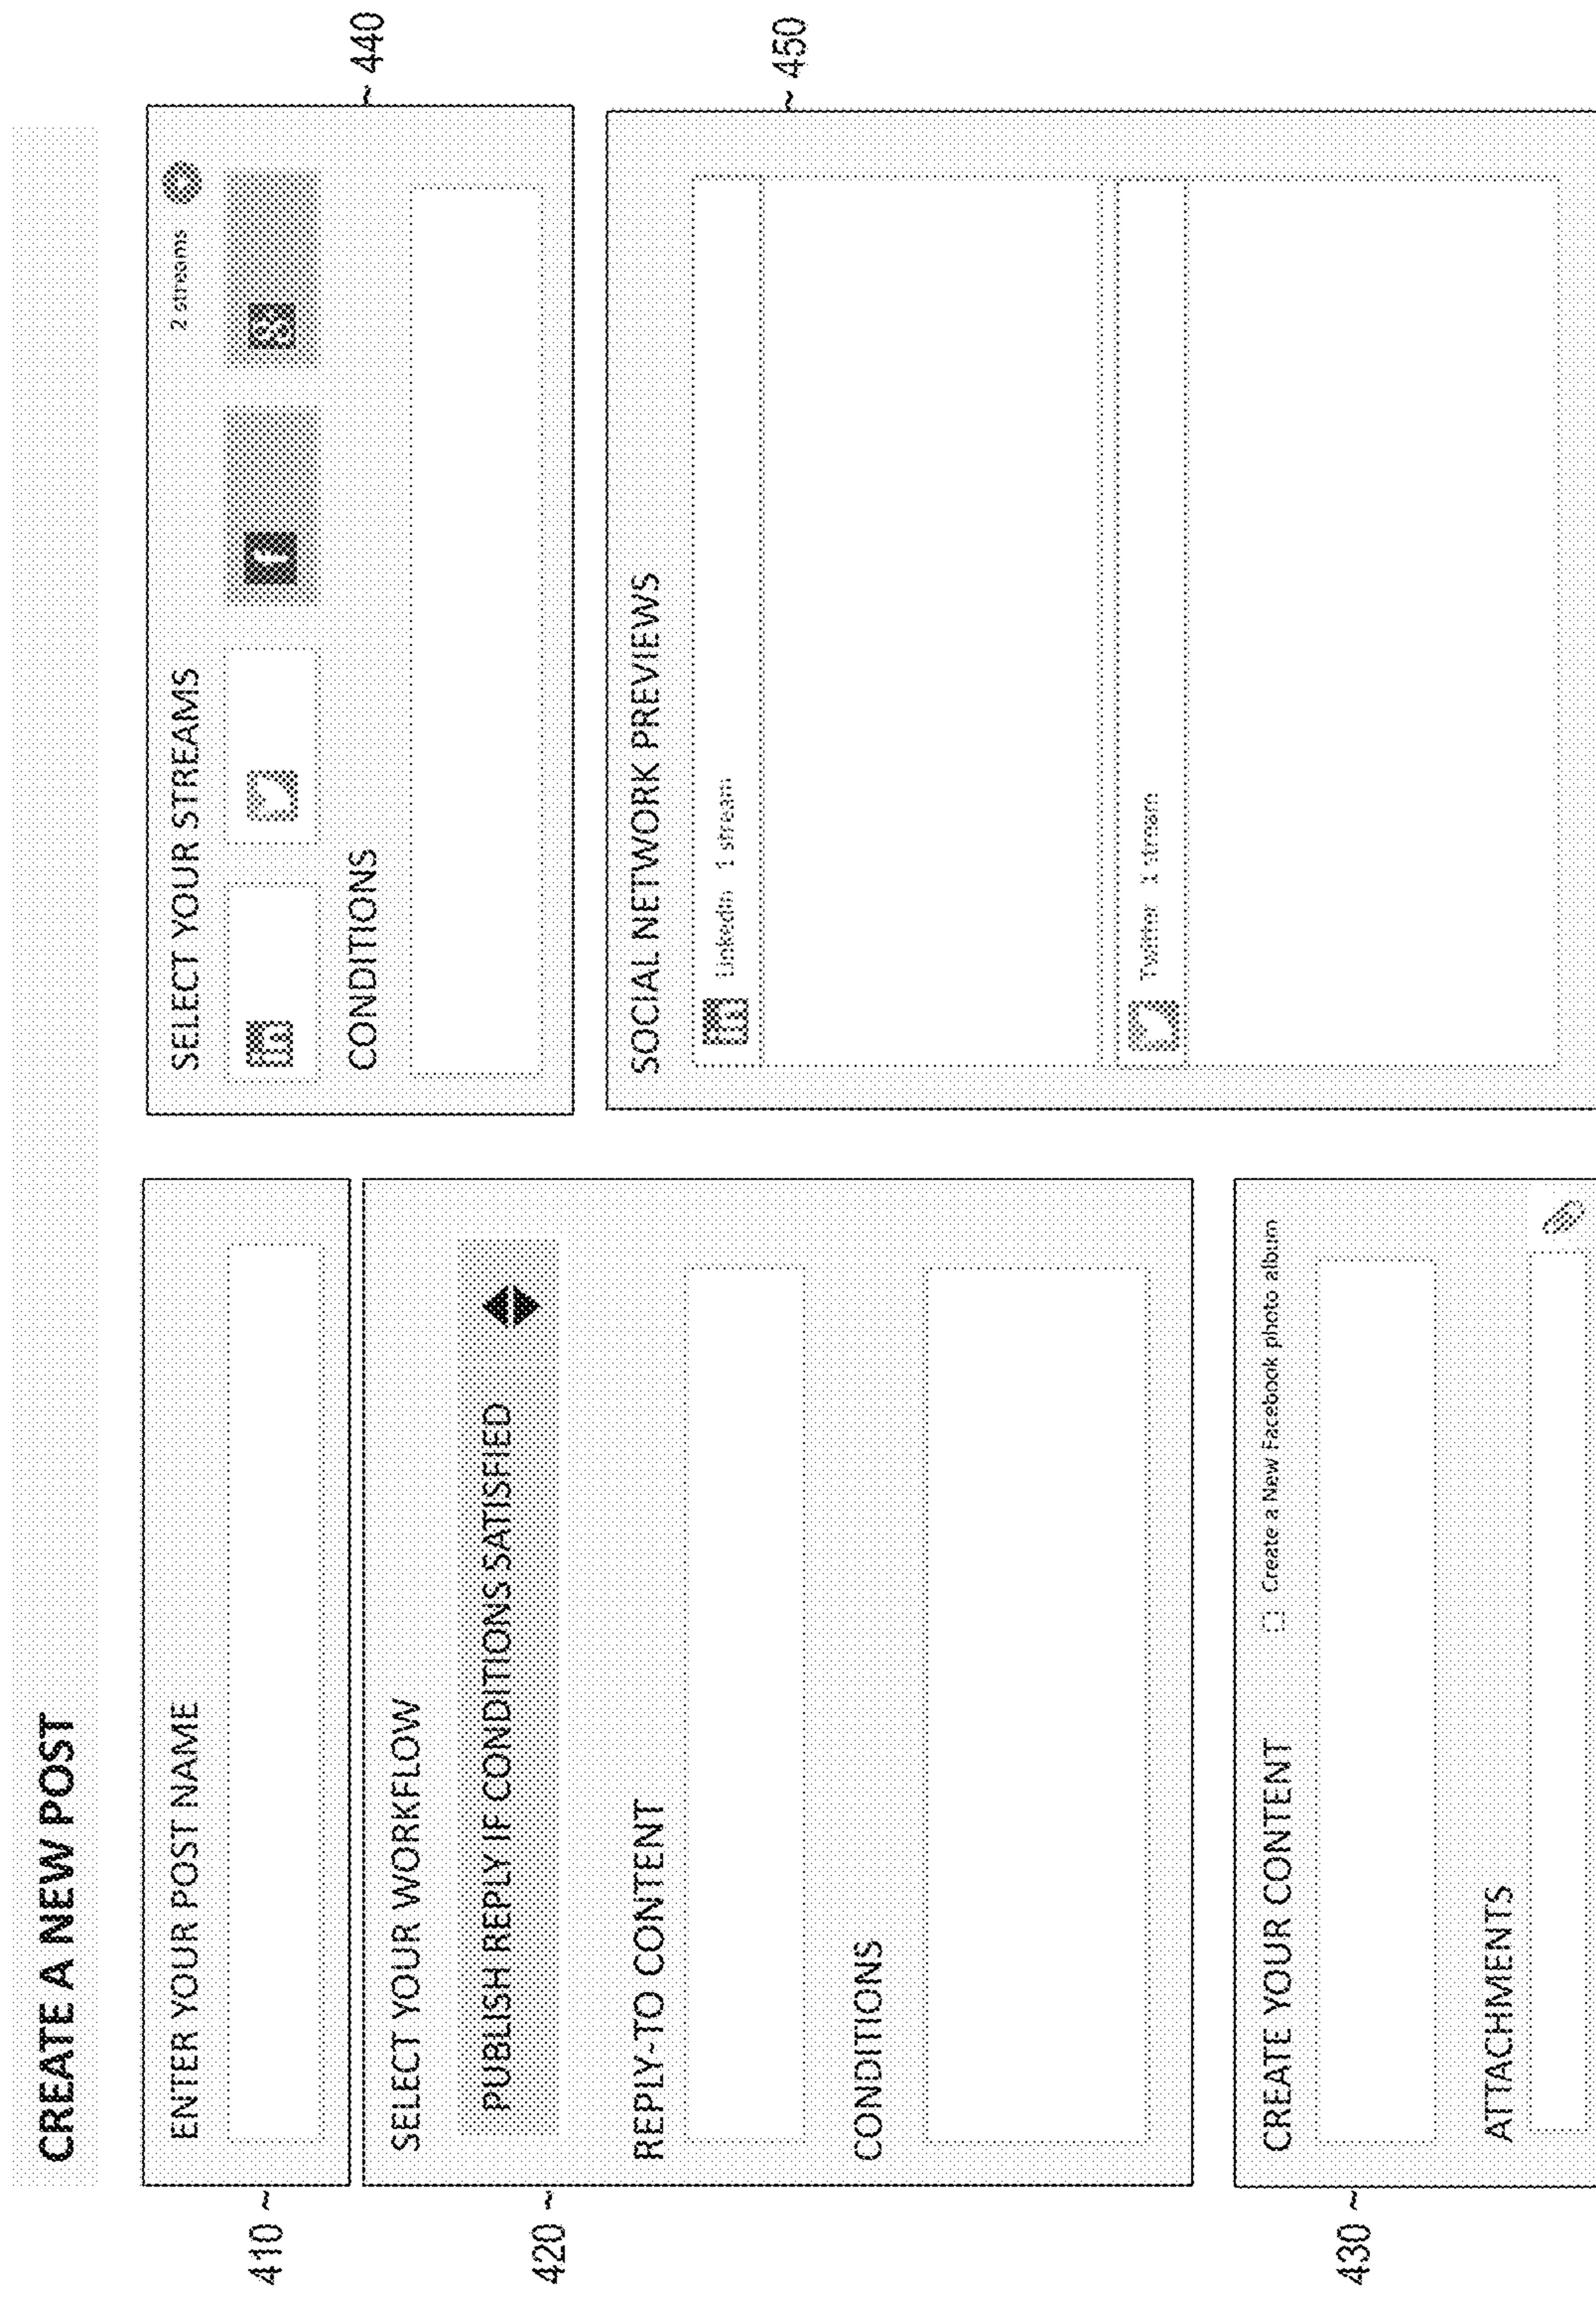 CREATE A NEW POST
410 ~
ENTER YOUR POST NAME
420 ~
SELECT YOUR WORKFLOW
PUBLISH REPLY IF CONDITIONS SATISFIED
REPLY-TO CONTENT
CONDITIONS
430 ~
CREATE YOUR CONTENT
Create a New Facebook photo album
ATTACHMENTS
SELECT YOUR STREAMS
2 streams
in
f
CONDITIONS
~ 440
SOCIAL NETWORK PREVIEWS
in LinkedIn 1 stream
Twitter 1 stream
~ 450